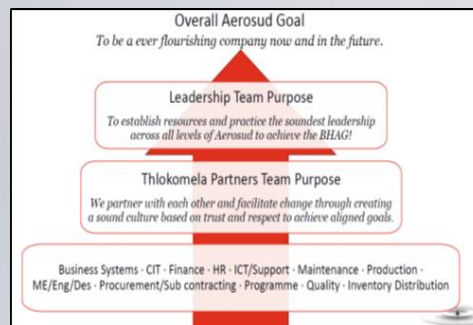 Overall Aerosud Goal
To be a ever flourishing company now and in the future.
Leadership Team Purpose
To establish resources and practice the soundest leadership
across all levels of Aerosud to achieve the BHAG!
Thlokomela Partners Team Purpose
We partner with each other and facilitate change through creating
a sound culture based on trust and respect to achieve aligned goals.
Business Systems · CIT · Finance · HR · ICT/Support · Maintenance · Production ·
ME/Eng/Des · Procurement/Sub contracting · Programme · Quality · Inventory Distribution